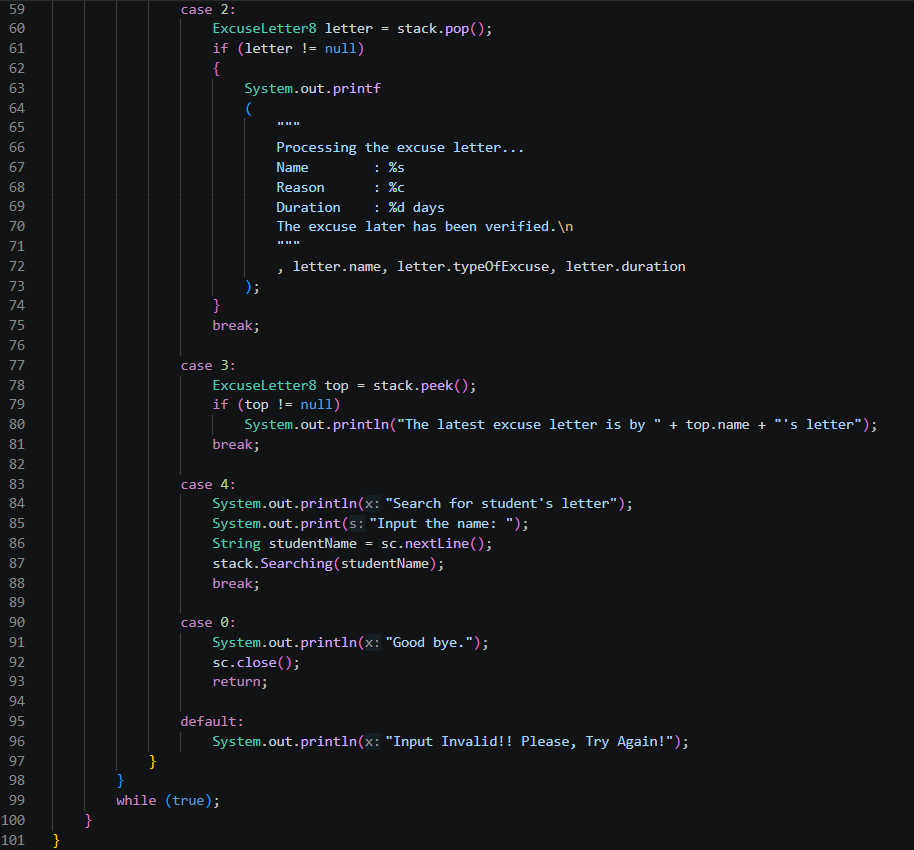 59 case 2:
60 ExcuseLetter8 letter = stack.pop();
61 if (letter != null)
62 {
63 System.out.printf
64 (
65 """
66 Processing the excuse letter...
67 Name        : %s
68 Reason      : %c
69 Duration    : %d days
70 The excuse later has been verified.\n
71 """
72 , letter.name, letter.typeOfExcuse, letter.duration
73 );
74 }
75 break;
76
77 case 3:
78 ExcuseLetter8 top = stack.peek();
79 if (top != null)
80 System.out.println("The latest excuse letter is by " + top.name + "'s letter");
81 break;
82
83 case 4:
84 System.out.println(x: "Search for student's letter");
85 System.out.print(s: "Input the name: ");
86 String studentName = sc.nextLine();
87 stack.Searching(studentName);
88 break;
89
90 case 0:
91 System.out.println(x: "Good bye.");
92 sc.close();
93 return;
94
95 default:
96 System.out.println(x: "Input Invalid!! Please, Try Again!");
97 }
98 }
99 while (true);
100 }
101 }